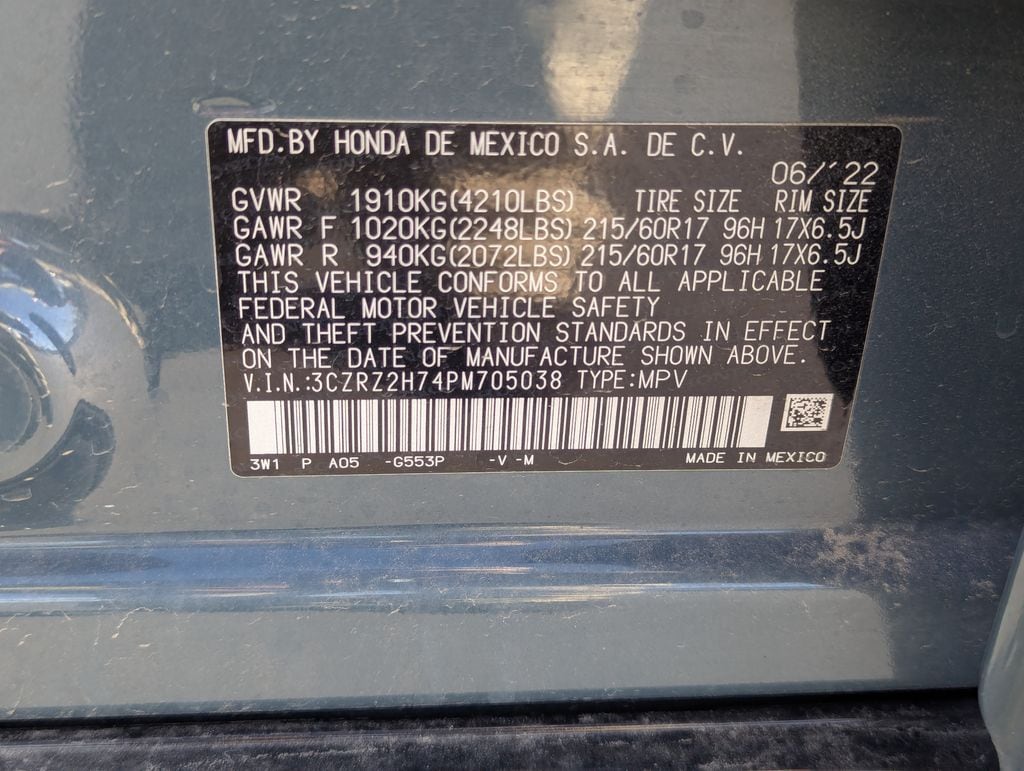 MFD.BY HONDA DE MEXICO S.A. DE C.V.
06/'22
GVWR 1910KG(4210LBS) TIRE SIZE RIM SIZE
GAWR F 1020KG(2248LBS) 215/60R17 96H 17X6.5J
GAWR R 940KG(2072LBS) 215/60R17 96H 17X6.5J
THIS VEHICLE CONFORMS TO ALL APPLICABLE
FEDERAL MOTOR VEHICLE SAFETY
AND THEFT PREVENTION STANDARDS IN EFFECT
ON THE DATE OF MANUFACTURE SHOWN ABOVE.
V.I.N.:3CZRZ2H74PM705038 TYPE:MPV
3W1 P A05 -G553P -V -M MADE IN MEXICO